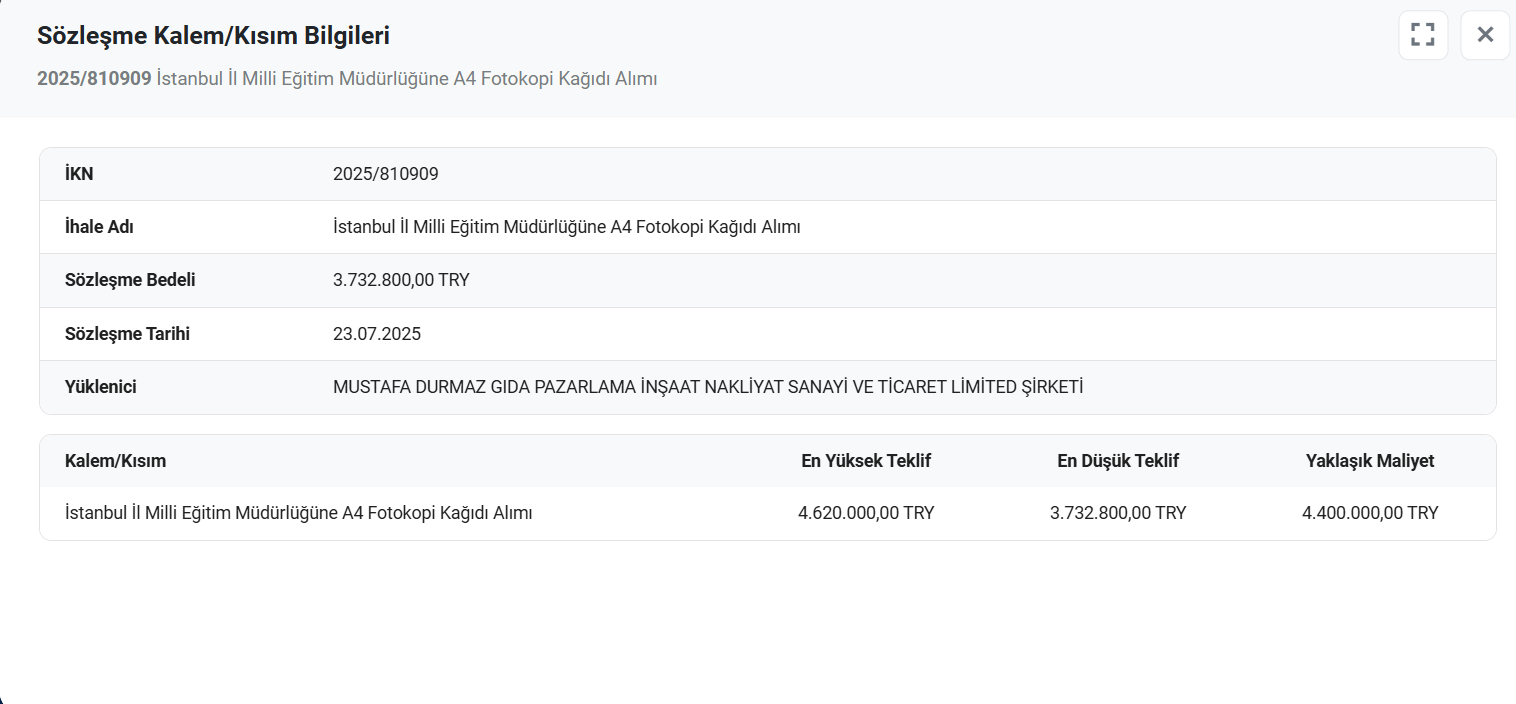 Sözleşme Kalem/Kısım Bilgileri
2025/810909 İstanbul İl Milli Eğitim Müdürlüğüne A4 Fotokopi Kağıdı Alımı
İKN 2025/810909
İhale Adı İstanbul İl Milli Eğitim Müdürlüğüne A4 Fotokopi Kağıdı Alımı
Sözleşme Bedeli 3.732.800,00 TRY
Sözleşme Tarihi 23.07.2025
Yüklenici MUSTAFA DURMAZ GIDA PAZARLAMA İNŞAAT NAKLİYAT SANAYİ VE TİCARET LİMİTED ŞİRKETİ
Kalem/Kısım En Yüksek Teklif En Düşük Teklif Yaklaşık Maliyet
İstanbul İl Milli Eğitim Müdürlüğüne A4 Fotokopi Kağıdı Alımı 4.620.000,00 TRY 3.732.800,00 TRY 4.400.000,00 TRY